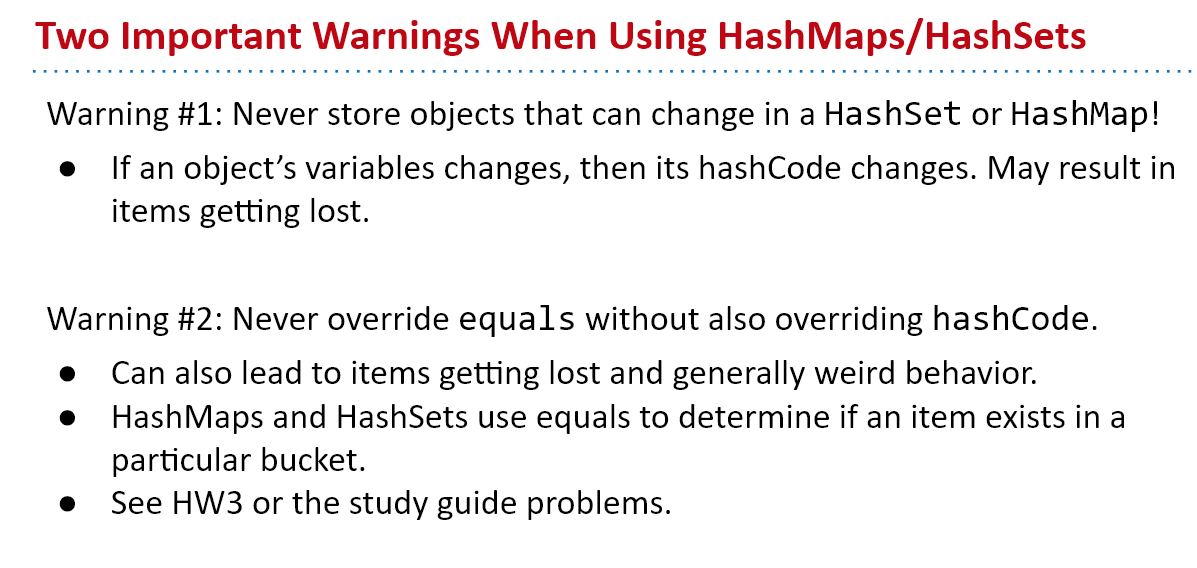 Two Important Warnings When Using HashMaps/HashSets
Warning #1: Never store objects that can change in a HashSet or HashMap!
● If an object’s variables changes, then its hashCode changes. May result in
items getting lost.
Warning #2: Never override equals without also overriding hashCode.
● Can also lead to items getting lost and generally weird behavior.
● HashMaps and HashSets use equals to determine if an item exists in a
particular bucket.
● See HW3 or the study guide problems.